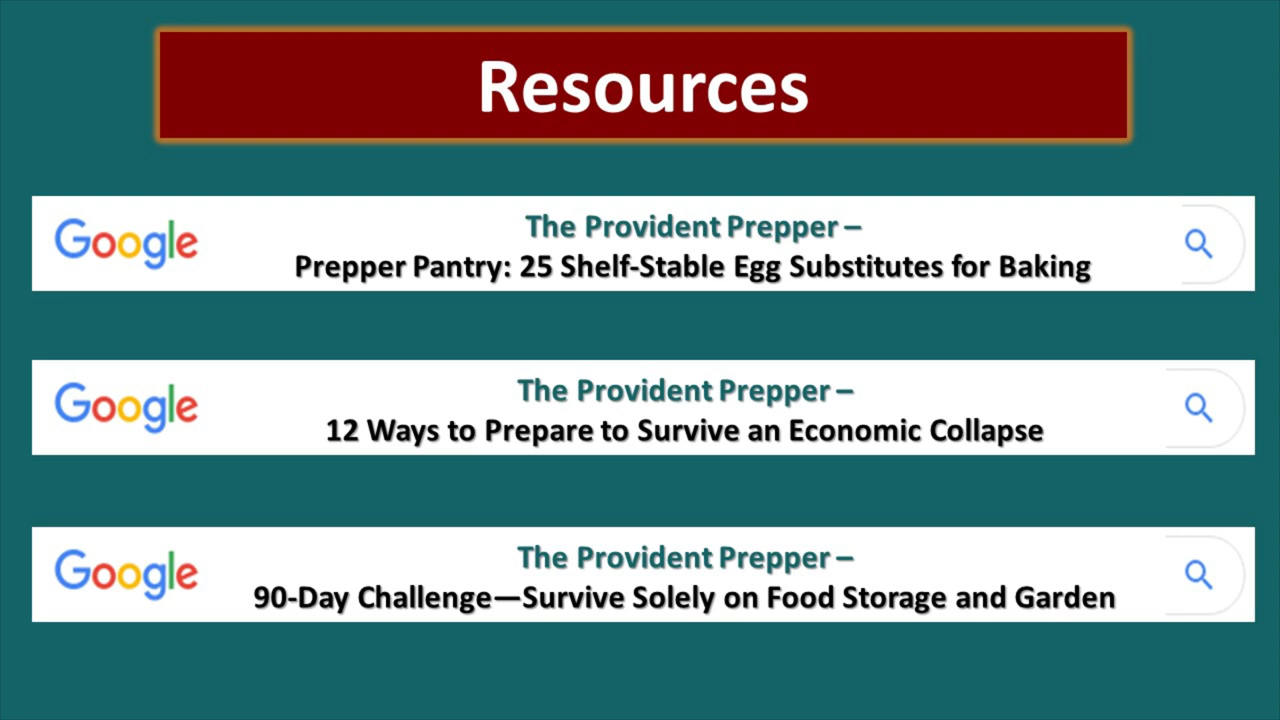 Resources
Google
The Provident Prepper –
Prepper Pantry: 25 Shelf-Stable Egg Substitutes for Baking
Google
The Provident Prepper –
12 Ways to Prepare to Survive an Economic Collapse
Google
The Provident Prepper –
90-Day Challenge—Survive Solely on Food Storage and Garden